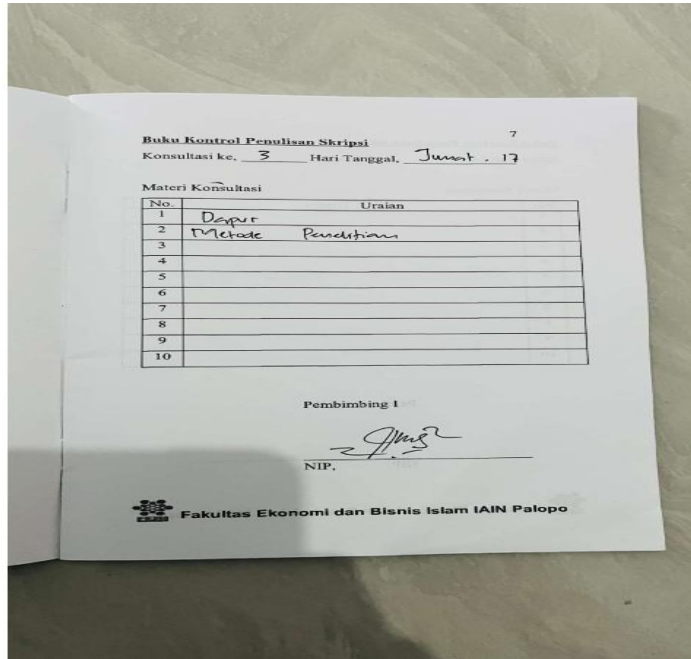 7
Buku Kontrol Penulisan Skripsi
Konsultasi ke, 3 Hari Tanggal, Jumat . 17
Materi Konsultasi
No. Uraian
1 Dapur
2 Metode Penelitian
3
4
5
6
7
8
9
10
Pembimbing I
NIP.
Fakultas Ekonomi dan Bisnis Islam IAIN Palopo